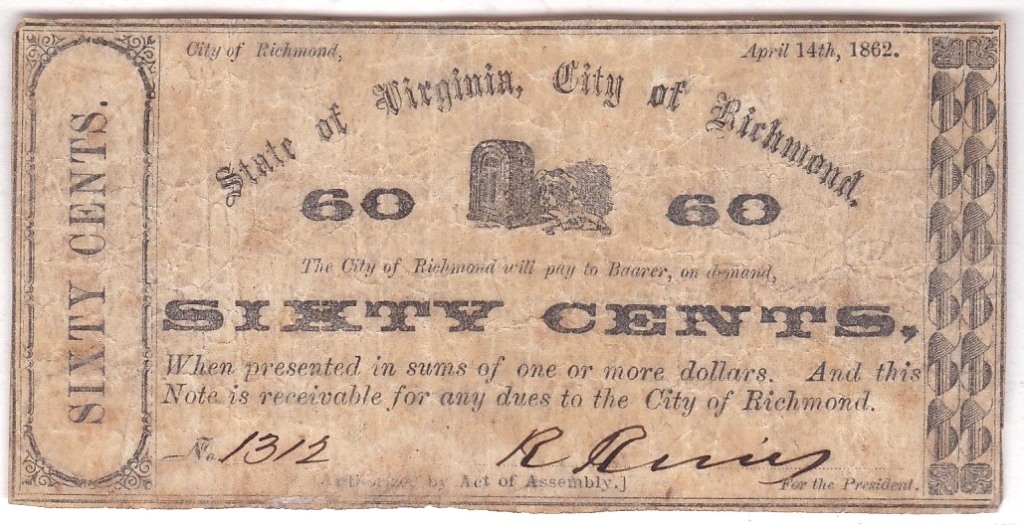 SIXTY CENTS.
City of Richmond, April 14th, 1862.
State of Virginia, City of Richmond.
60 60
The City of Richmond will pay to Baarer, on demand,
SIXTY CENTS,
When presented in sums of one or more dollars. And this
Note is receivable for any dues to the City of Richmond.
No. 1312 R
Authorized by Act of Assembly.] For the President.